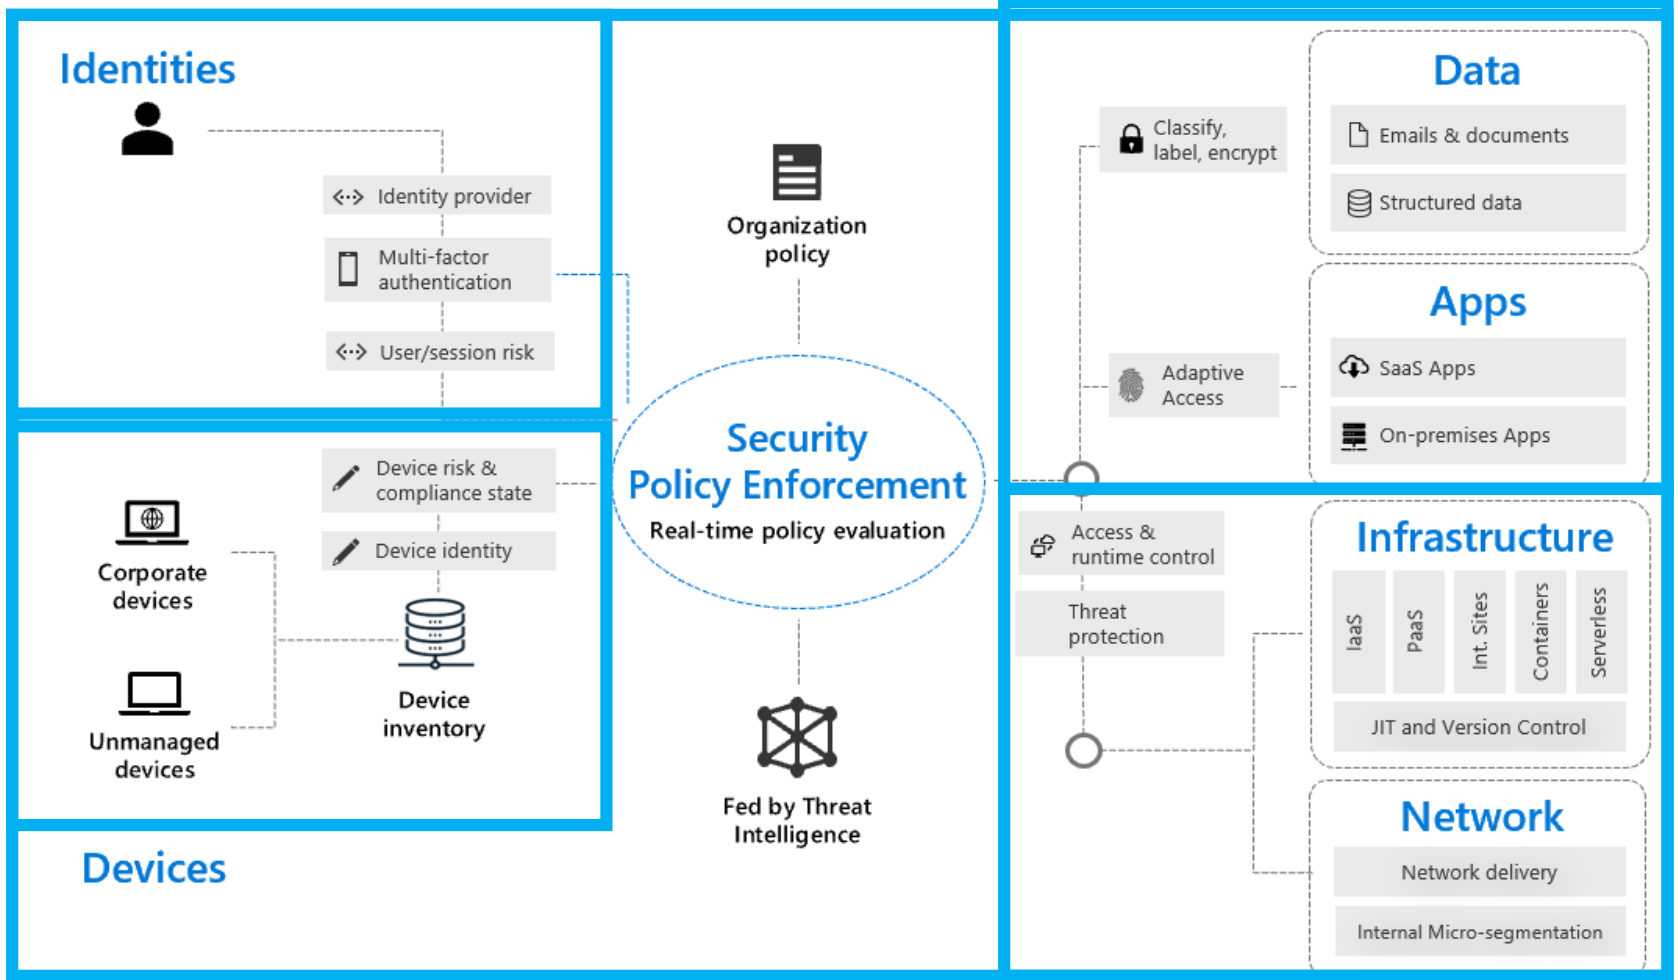 Identities
Identity provider
Multi-factor
authentication
User/session risk
Device risk &
compliance state
Device identity
Corporate
devices
Unmanaged
devices
Device
inventory
Devices
Organization
policy
Security
Policy Enforcement
Real-time policy evaluation
Fed by Threat
Intelligence
Classify,
label, encrypt
Adaptive
Access
Access &
runtime control
Threat
protection
Data
Emails & documents
Structured data
Apps
SaaS Apps
On-premises Apps
Infrastructure
IaaS
PaaS
Int. Sites
Containers
Serverless
JIT and Version Control
Network
Network delivery
Internal Micro-segmentation